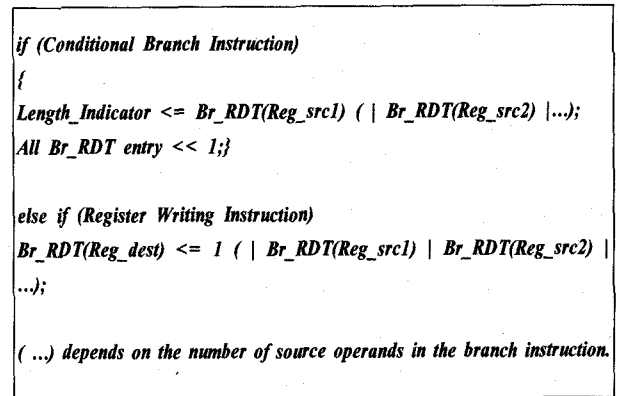 if (Conditional Branch Instruction)
{
Length_Indicator <= Br_RDT(Reg_src1) ( | Br_RDT(Reg_src2) |...);
All Br_RDT entry << 1;}
else if (Register Writing Instruction)
Br_RDT(Reg_dest) <= 1 ( | Br_RDT(Reg_src1) | Br_RDT(Reg_src2) |
...);
( ...) depends on the number of source operands in the branch instruction.